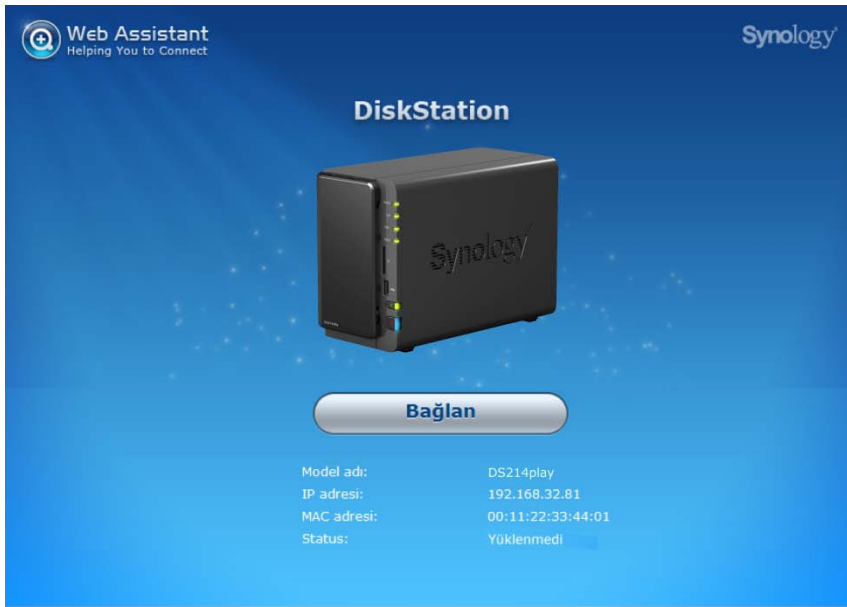 Web Assistant
Helping You to Connect
Synology
DiskStation
Synology
Bağlan
Model adı: DS214play
IP adresi: 192.168.32.81
MAC adresi: 00:11:22:33:44:01
Status: Yüklenmedi